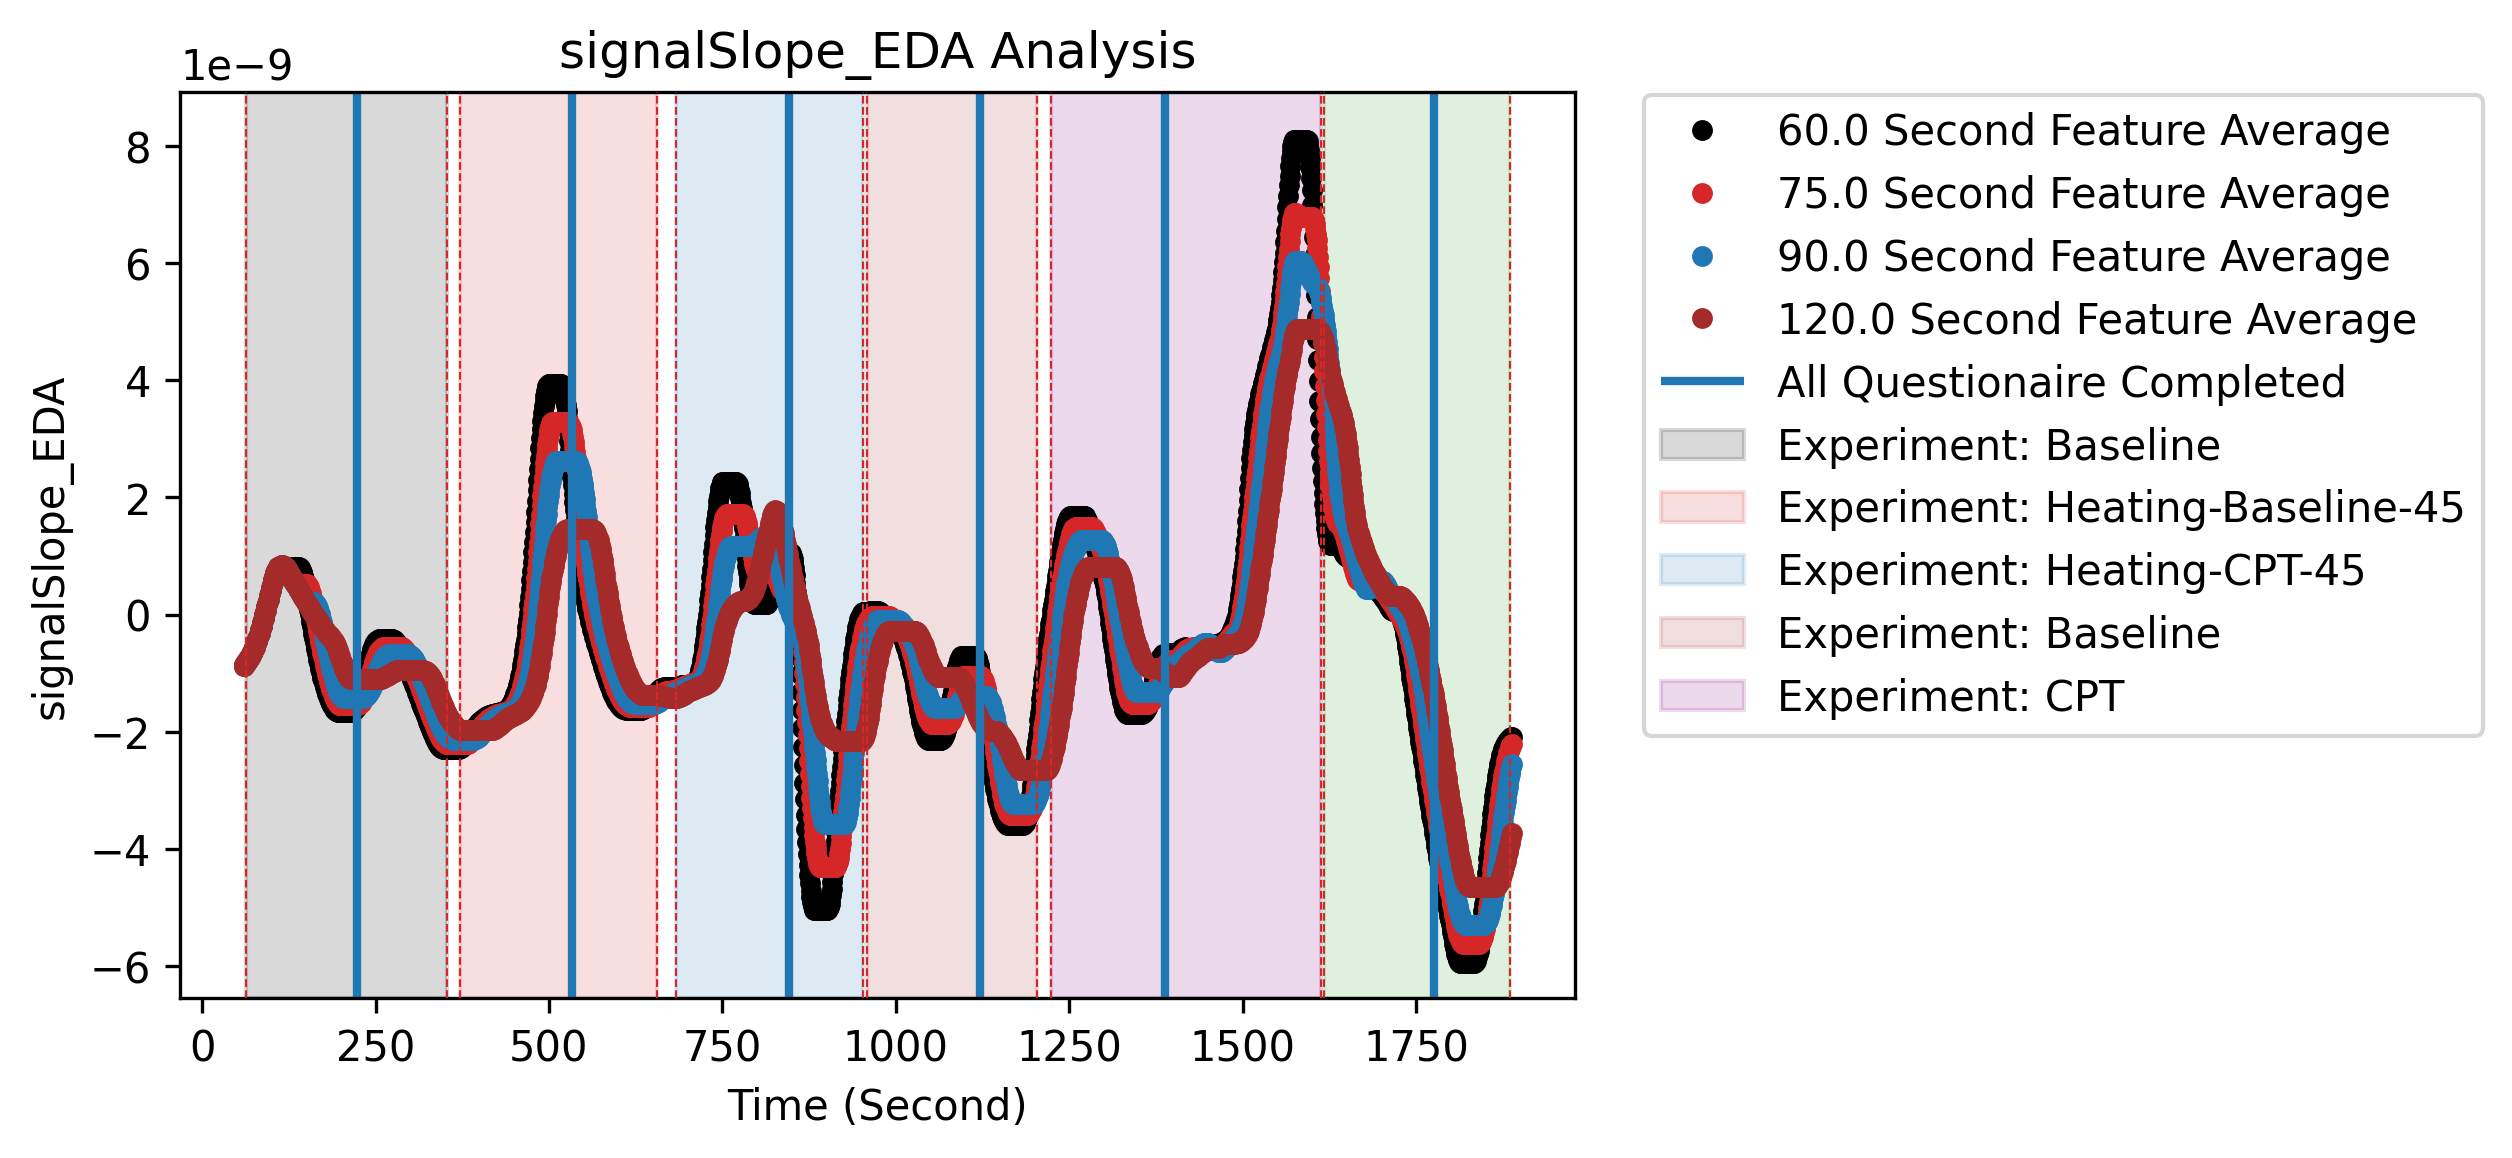 signalSlope_EDA Analysis
1e−9
8
6
4
2
0
−2
−4
−6
signalSlope_EDA
0 250 500 750 1000 1250 1500 1750
Time (Second)
60.0 Second Feature Average
75.0 Second Feature Average
90.0 Second Feature Average
120.0 Second Feature Average
All Questionaire Completed
Experiment: Baseline
Experiment: Heating-Baseline-45
Experiment: Heating-CPT-45
Experiment: Baseline
Experiment: CPT